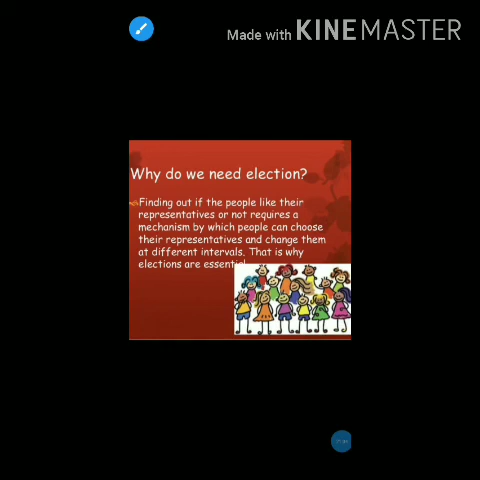 Made with KINEMASTER
Why do we need election?
Finding out if the people like their
representatives or not requires a
mechanism by which people can choose
their representatives and change them
at different intervals. That is why
elections are essential